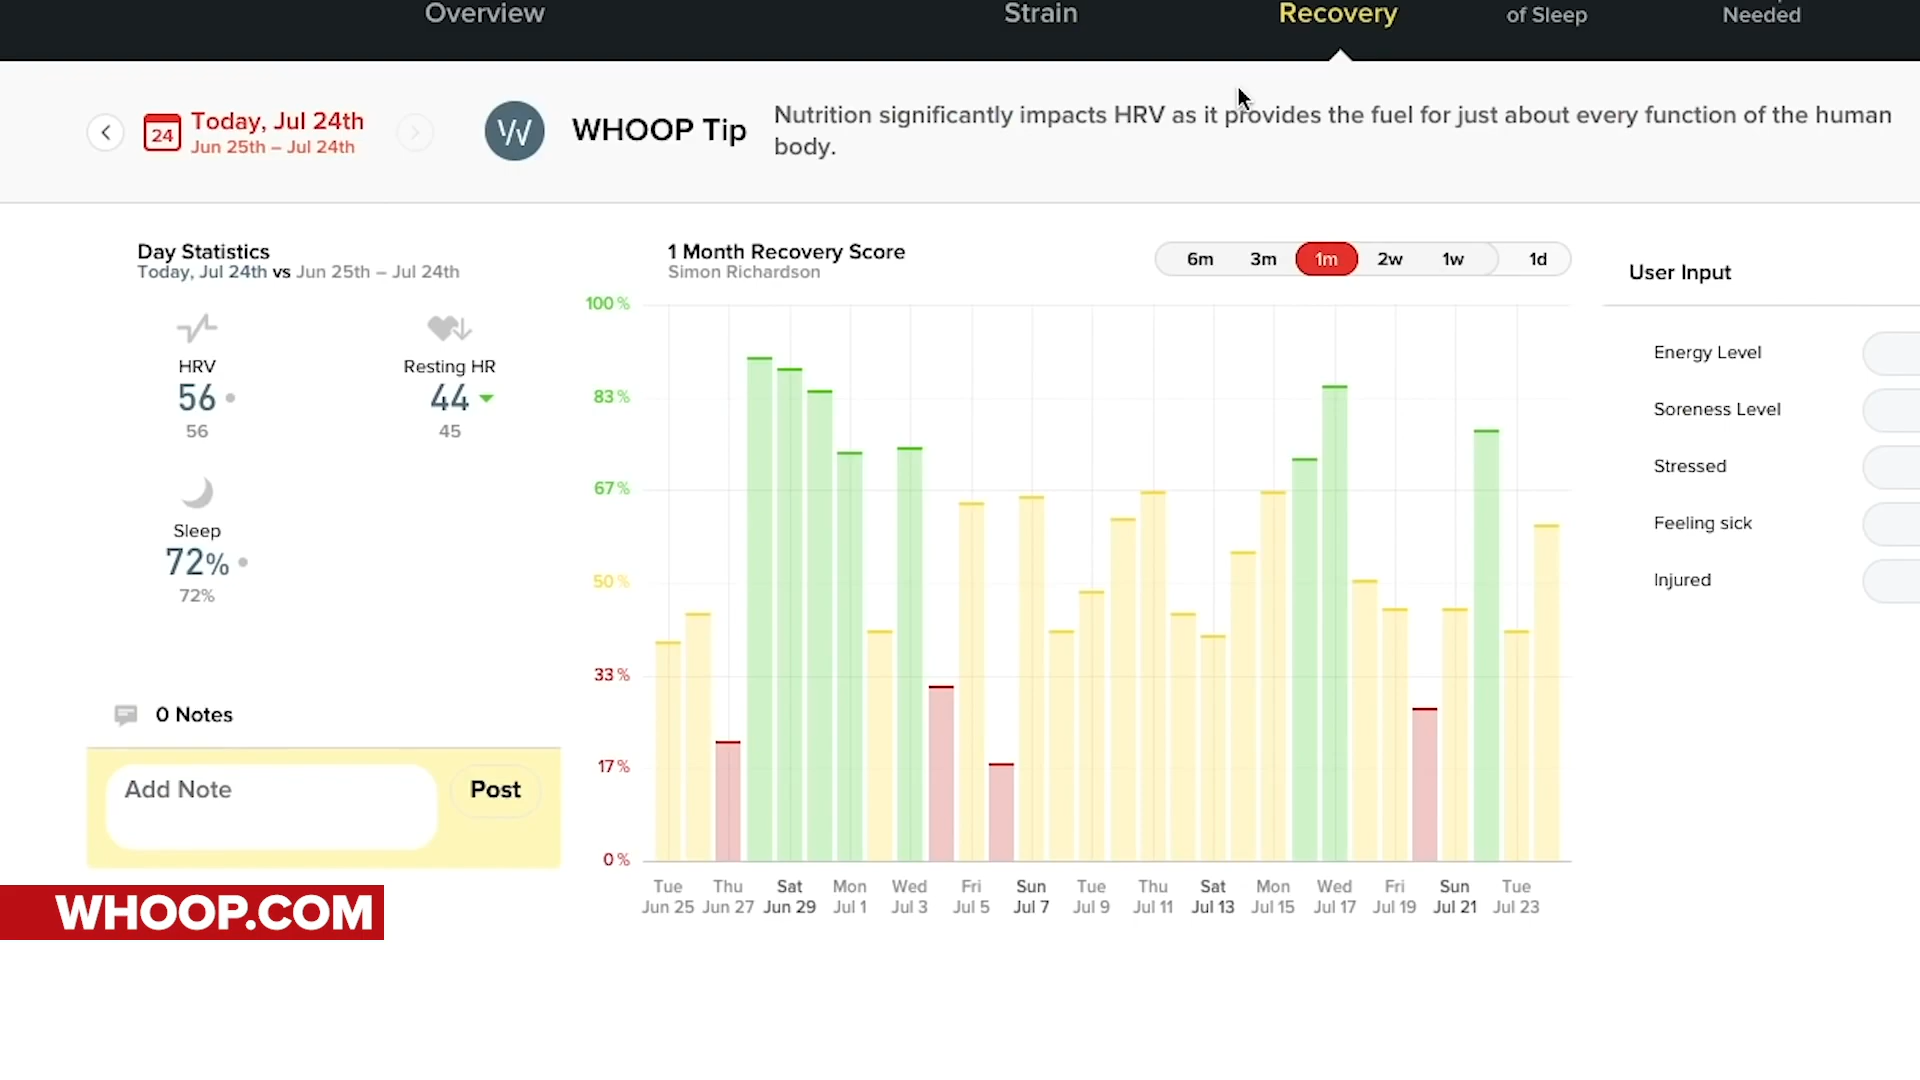 Overview
Strain
Recovery
of Sleep
Needed
24
Today, Jul 24th
Jun 25th – Jul 24th
WHOOP Tip
Nutrition significantly impacts HRV as it provides the fuel for just about every function of the human
body.
Day Statistics
Today, Jul 24th vs Jun 25th – Jul 24th
HRV
56
56
Resting HR
44
45
Sleep
72%
72%
0 Notes
Add Note
Post
1 Month Recovery Score
Simon Richardson
6m 3m 1m 2w 1w 1d
100%
83%
67%
50%
33%
17%
0%
Tue Thu Sat Mon Wed Fri Sun Tue Thu Sat Mon Wed Fri Sun Tue
Jun 25 Jun 27 Jun 29 Jul 1 Jul 3 Jul 5 Jul 7 Jul 9 Jul 11 Jul 13 Jul 15 Jul 17 Jul 19 Jul 21 Jul 23
User Input
Energy Level
Soreness Level
Stressed
Feeling sick
Injured
WHOOP.COM